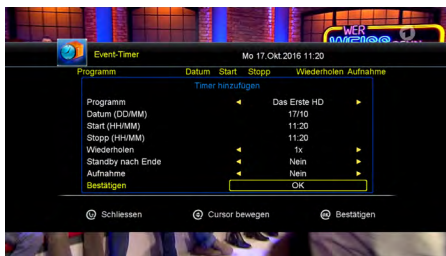 WER
WEISS
Event-Timer Mo 17.Okt.2016 11:20
Programm Datum Start Stopp Wiederholen Aufnahme
Timer hinzufügen
Programm Das Erste HD
Datum (DD/MM) 17/10
Start (HH/MM) 11:20
Stopp (HH/MM) 11:20
Wiederholen 1x
Standby nach Ende Nein
Aufnahme Nein
Bestätigen OK
Schliessen Cursor bewegen OK Bestätigen